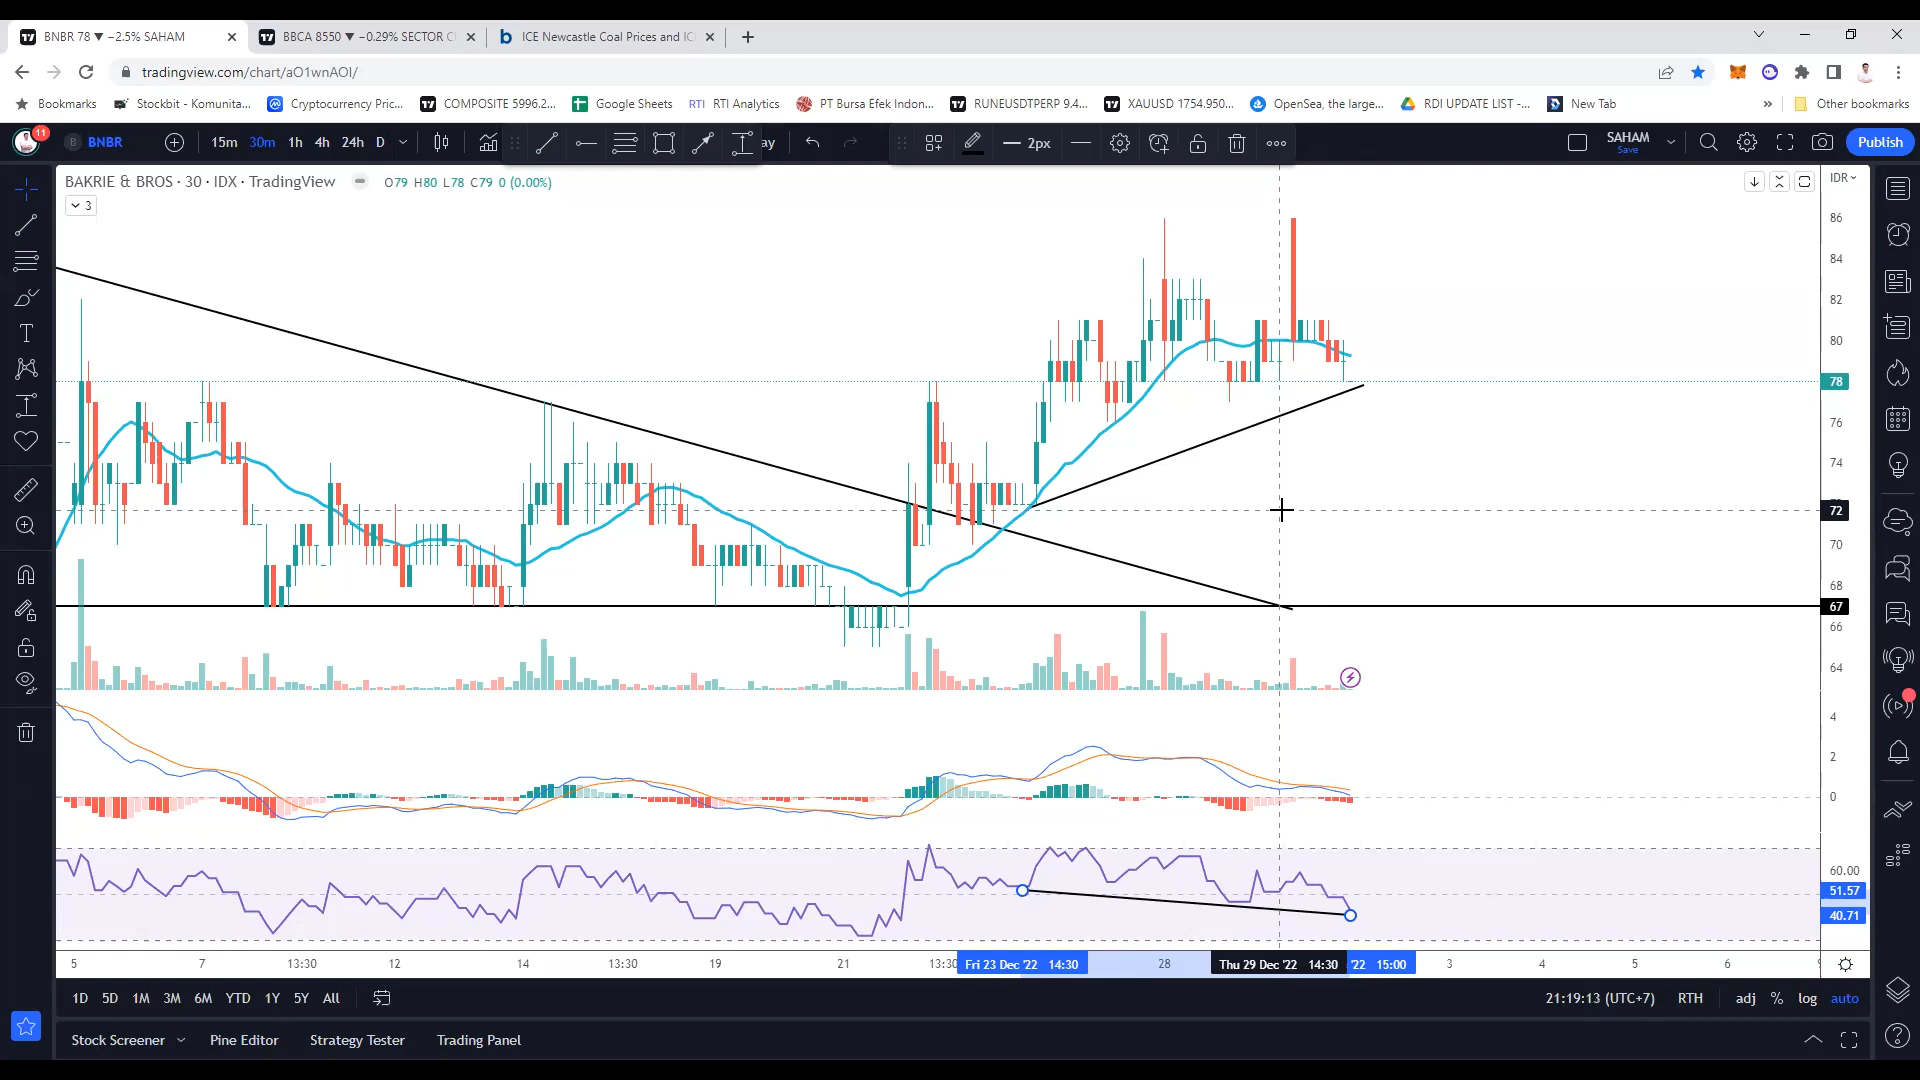 BNBR 78 ▼ −2.5% SAHAM
BBCA 8550 ▼ −0.29% SECTOR C
ICE Newcastle Coal Prices and IC
tradingview.com/chart/aO1wnAOI/
Bookmarks
Stockbit - Komunita...
Cryptocurrency Pric...
COMPOSITE 5996.2...
Google Sheets
RTI RTI Analytics
PT Bursa Efek Indon...
RUNEUSDTPERP 9.4...
XAUUSD 1754.950...
OpenSea, the large...
RDI UPDATE LIST -...
New Tab
»
Other bookmarks
11
B BNBR
15m 30m 1h 4h 24h D
ay
2px
SAHAM
Save
Publish
BAKRIE & BROS · 30 · IDX · TradingView
O79 H80 L78 C79 0 (0.00%)
3
IDR
86
84
82
80
78
76
74
72
70
68
67
66
64
4
2
0
60.00
51.57
40.71
5 7 13:30 12 14 13:30 19 21 13:30 Fri 23 Dec '22 14:30 28 Thu 29 Dec '22 14:30 '22 15:00 3 4 5 6
1D 5D 1M 3M 6M YTD 1Y 5Y All
21:19:13 (UTC+7) RTH adj % log auto
Stock Screener Pine Editor Strategy Tester Trading Panel